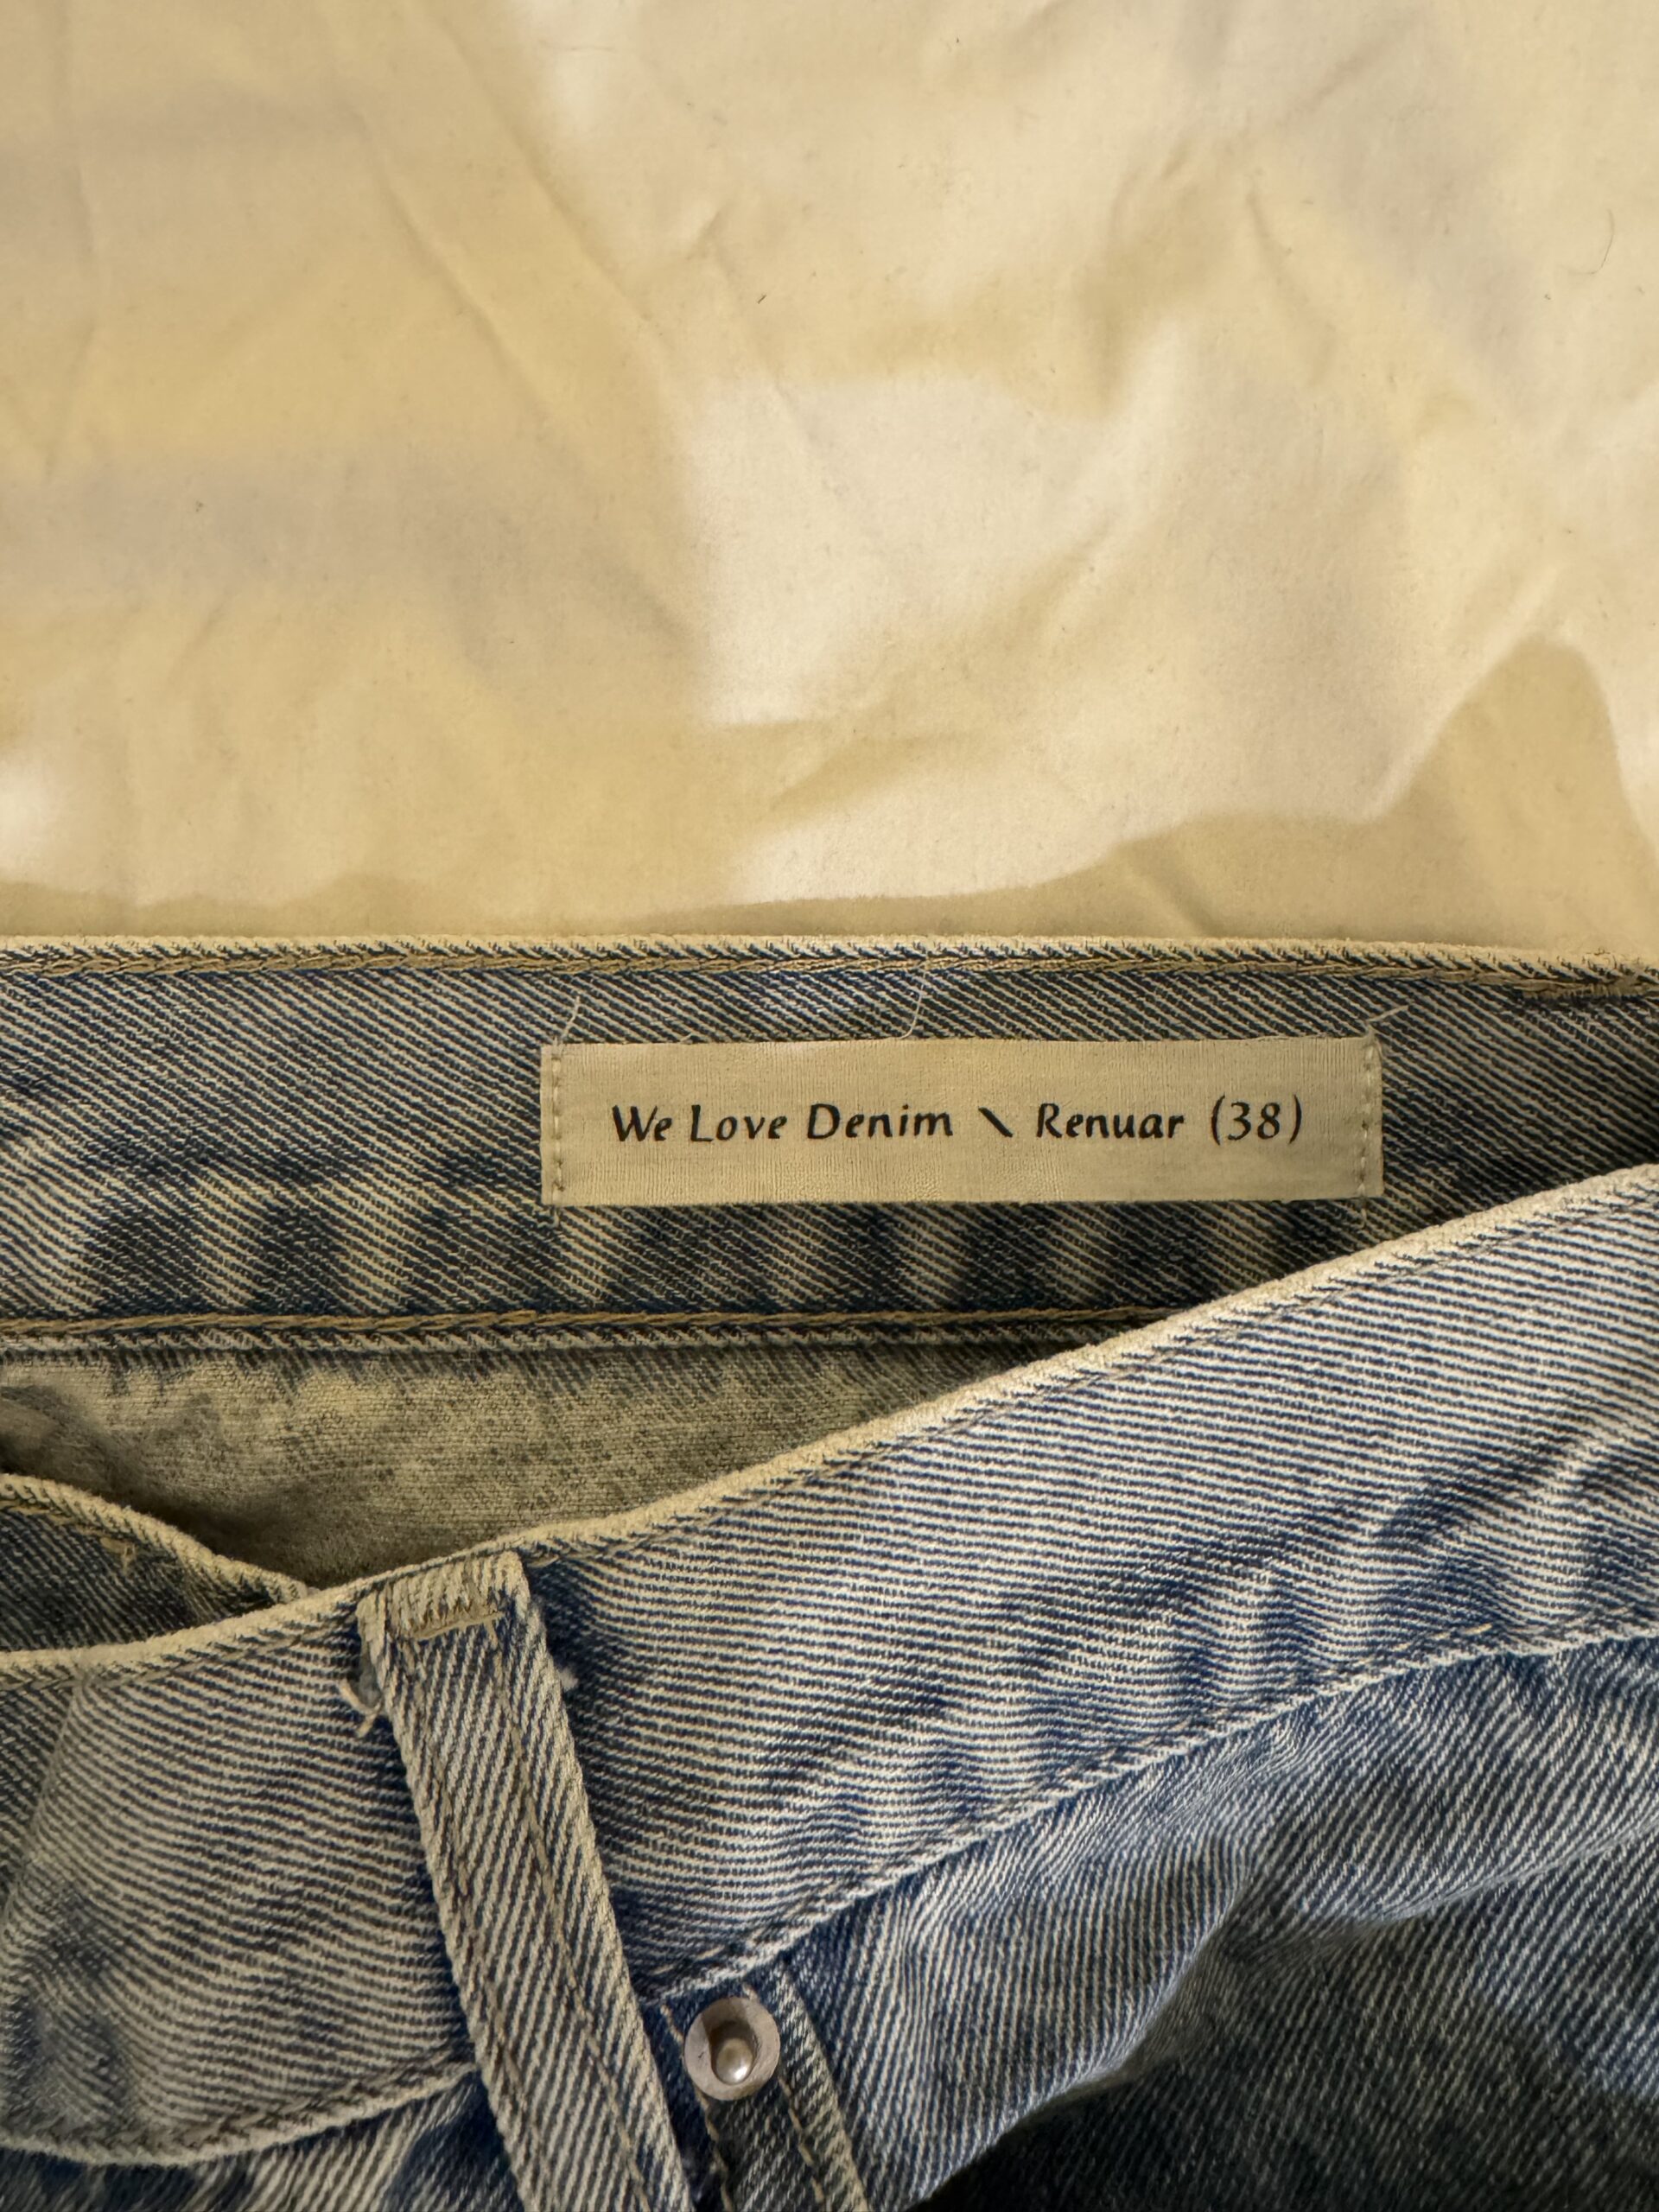 We Love Denim \ Renuar (38)